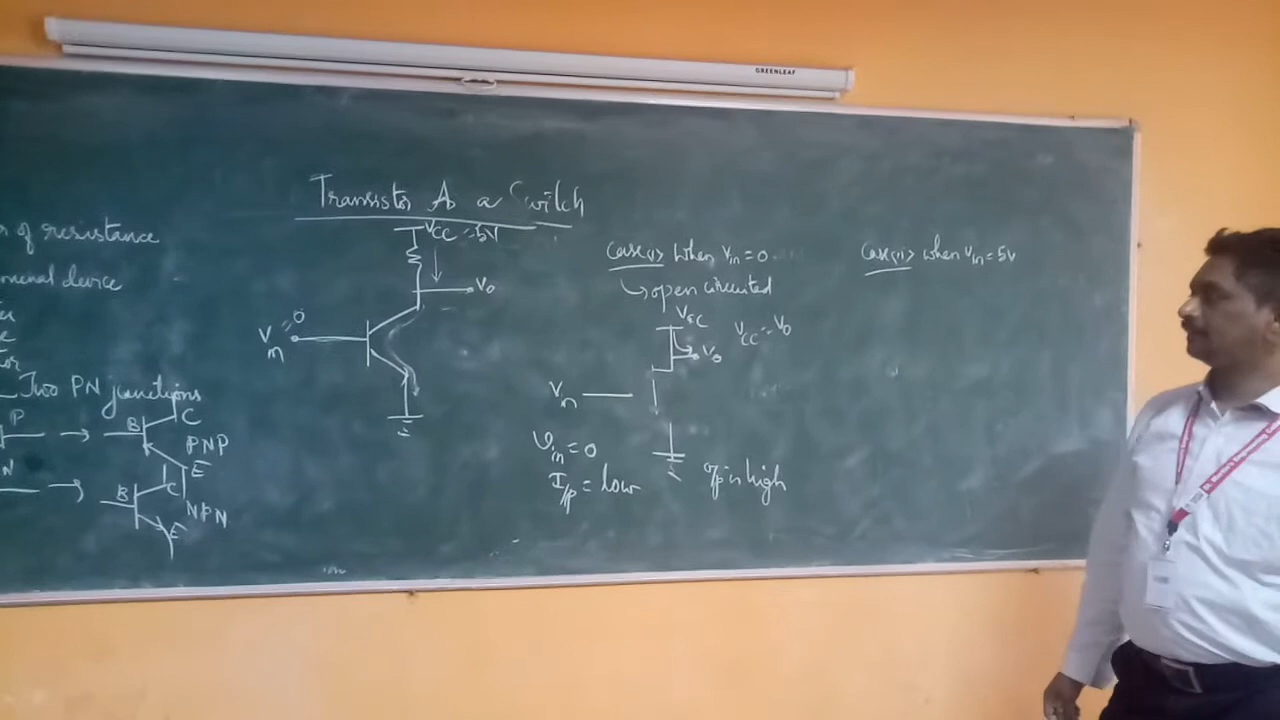 GREENLEAF
Transistor As a Switch
of resistance
device
Two PN junctions
P
B
C
PNP
E
N
B
C
NPN
E
VCC = 5V
Vo
Vin = 0
Case(i) When Vin = 0
open circuited
VCC
Vo
VCC = Vo
Vin
Vin = 0
I/p = low
o/p is high
Case(ii) when Vin = 5V